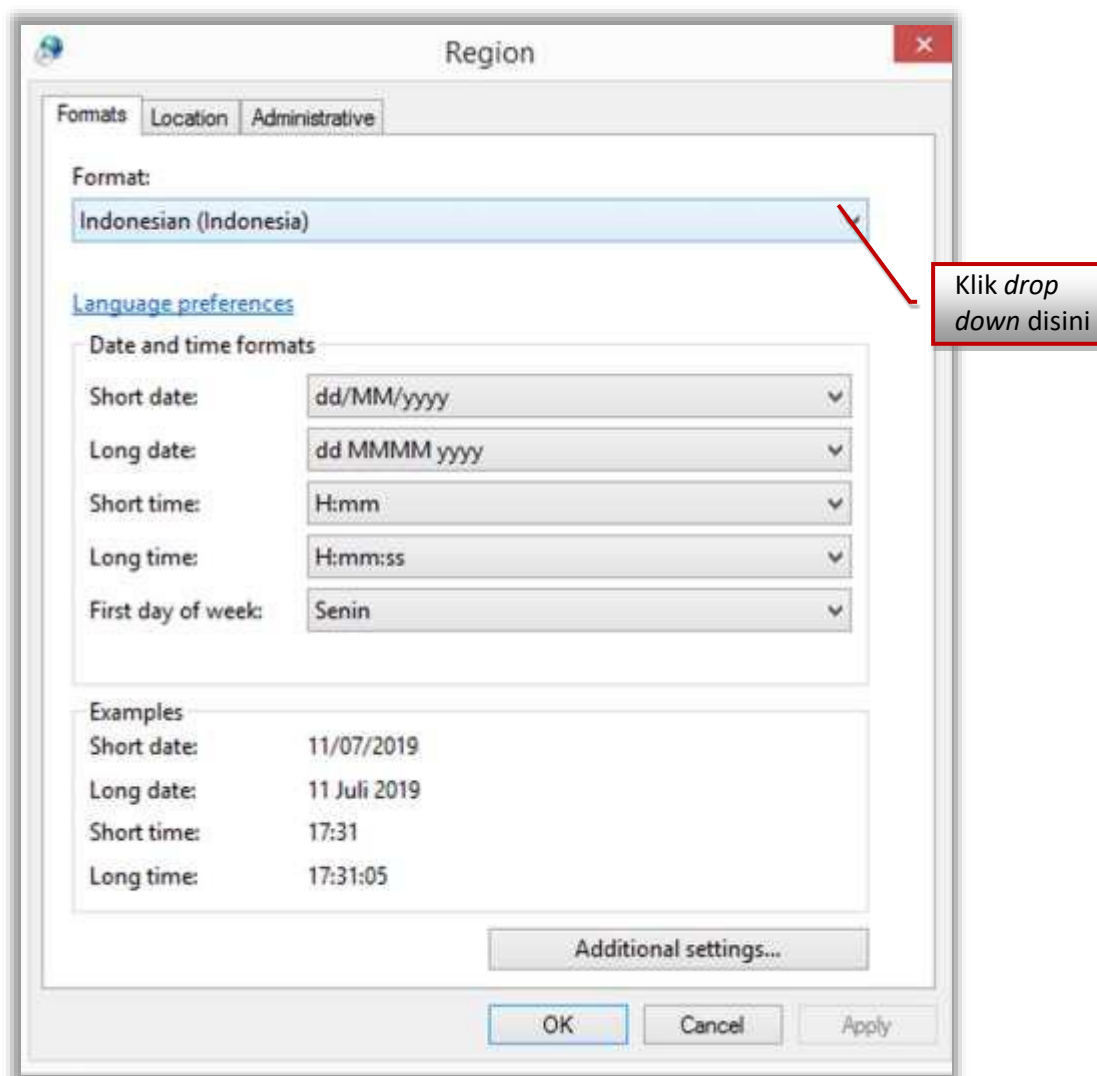 Region
Formats Location Administrative
Format:
Indonesian (Indonesia)
Klik drop
down disini
Language preferences
Date and time formats
Short date: dd/MM/yyyy
Long date: dd MMMM yyyy
Short time: H:mm
Long time: H:mm:ss
First day of week: Senin
Examples
Short date: 11/07/2019
Long date: 11 Juli 2019
Short time: 17:31
Long time: 17:31:05
Additional settings...
OK Cancel Apply